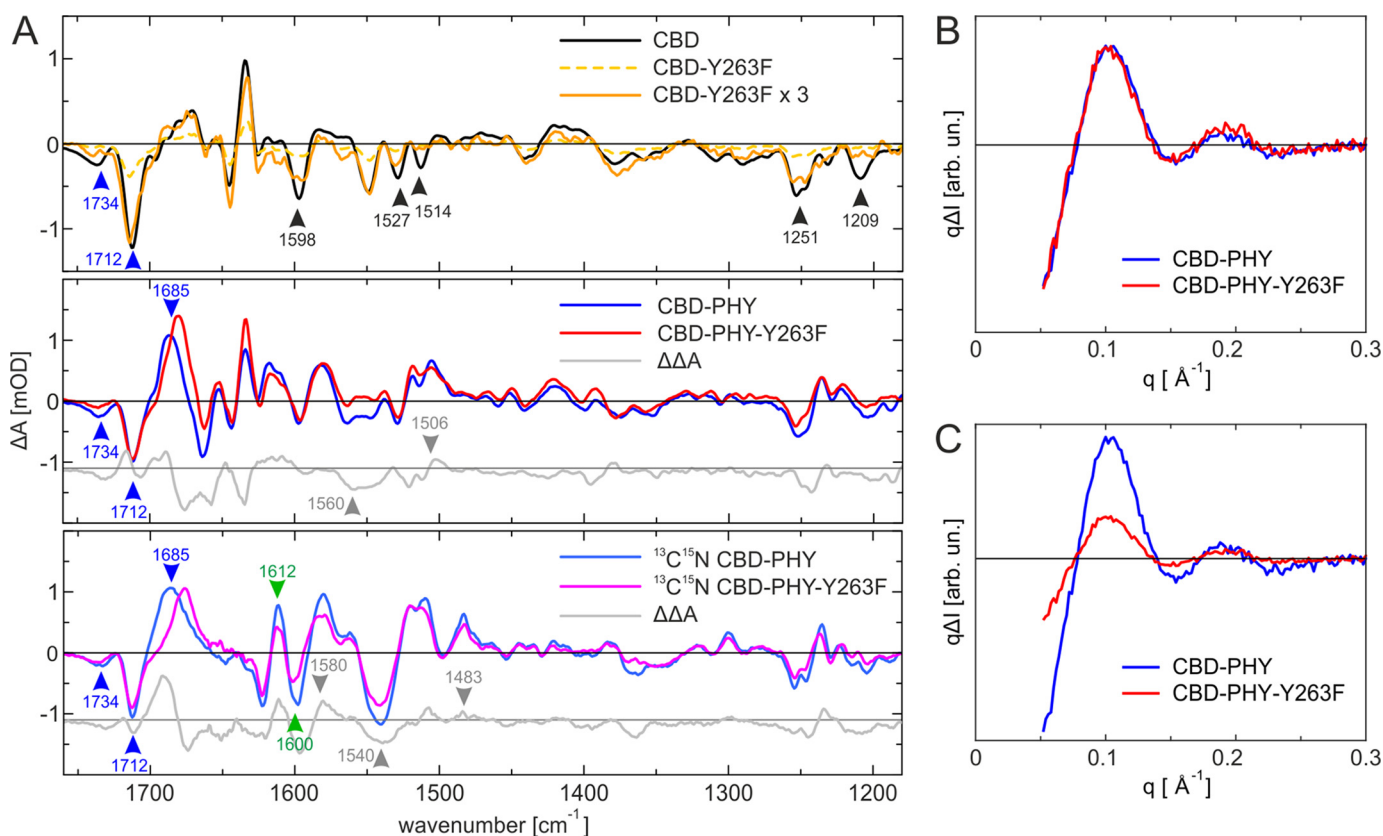 A
CBD
CBD-Y263F
CBD-Y263F x 3
1
0
-1
1734
1712
1598
1527
1514
1251
1209
1685
CBD-PHY
CBD-PHY-Y263F
ΔΔA
1
0
-1
1734
1712
1560
1506
ΔA [mOD]
1685
1612
¹³C¹⁵N CBD-PHY
¹³C¹⁵N CBD-PHY-Y263F
ΔΔA
1
0
-1
1734
1712
1600
1580
1540
1483
1700 1600 1500 1400 1300 1200
wavenumber [cm⁻¹]
B
qΔI [arb. un.]
CBD-PHY
CBD-PHY-Y263F
0 0.1 0.2 0.3
q [ Å⁻¹]
C
qΔI [arb. un.]
CBD-PHY
CBD-PHY-Y263F
0 0.1 0.2 0.3
q [ Å⁻¹]